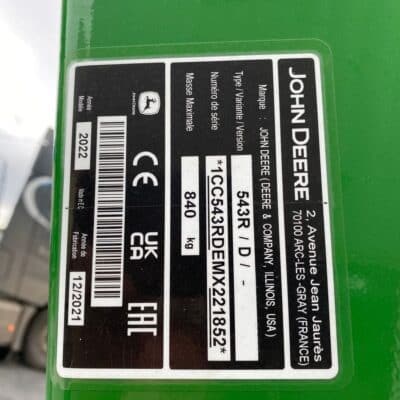 JOHN DEERE
2, Avenue Jean Jaurès
70100 ARC-LES -GRAY (FRANCE)
Marque : JOHN DEERE ( DEERE & COMPANY, ILLINOIS, USA )
Type / Variante / Version 543R / D / -
Numéro de série *1CC543RDEMX221852*
Masse Maximale 840 kg
JOHN DEERE
CE
UK
CA
EAC
Année
Modèle 2022
Année de
Fabrication 12/2021